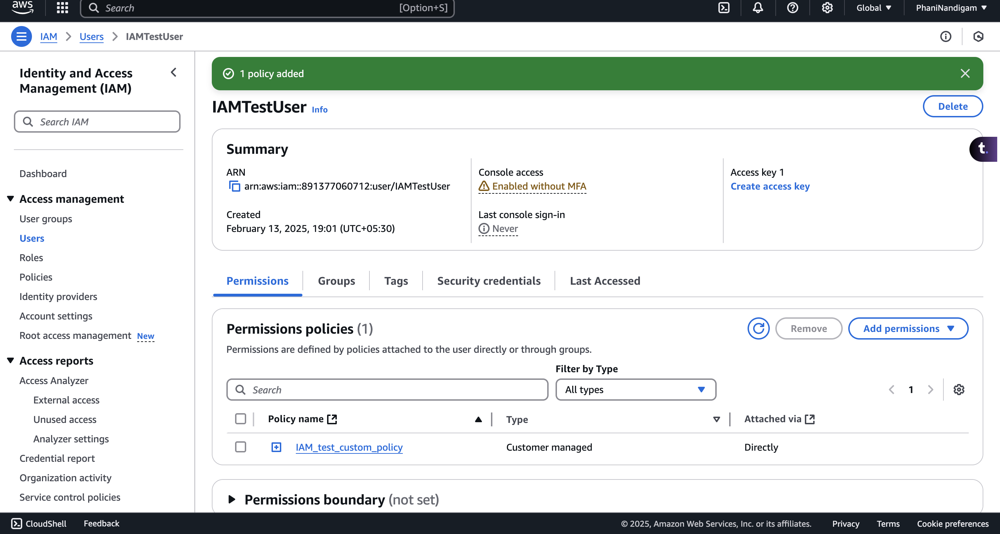 aws
Search
[Option+S]
Global
PhaniNandigam
IAM
Users
IAMTestUser
Identity and Access
Management (IAM)
Search IAM
Dashboard
Access management
User groups
Users
Roles
Policies
Identity providers
Account settings
Root access management New
Access reports
Access Analyzer
External access
Unused access
Analyzer settings
Credential report
Organization activity
Service control policies
1 policy added
IAMTestUser Info
Delete
Summary
ARN
arn:aws:iam::891377060712:user/IAMTestUser
Created
February 13, 2025, 19:01 (UTC+05:30)
Console access
Enabled without MFA
Last console sign-in
Never
Access key 1
Create access key
t.
Permissions
Groups
Tags
Security credentials
Last Accessed
Permissions policies (1)
Remove
Add permissions
Permissions are defined by policies attached to the user directly or through groups.
Filter by Type
Search
All types
1
Policy name
Type
Attached via
IAM_test_custom_policy
Customer managed
Directly
Permissions boundary (not set)
CloudShell
Feedback
© 2025, Amazon Web Services, Inc. or its affiliates.
Privacy
Terms
Cookie preferences